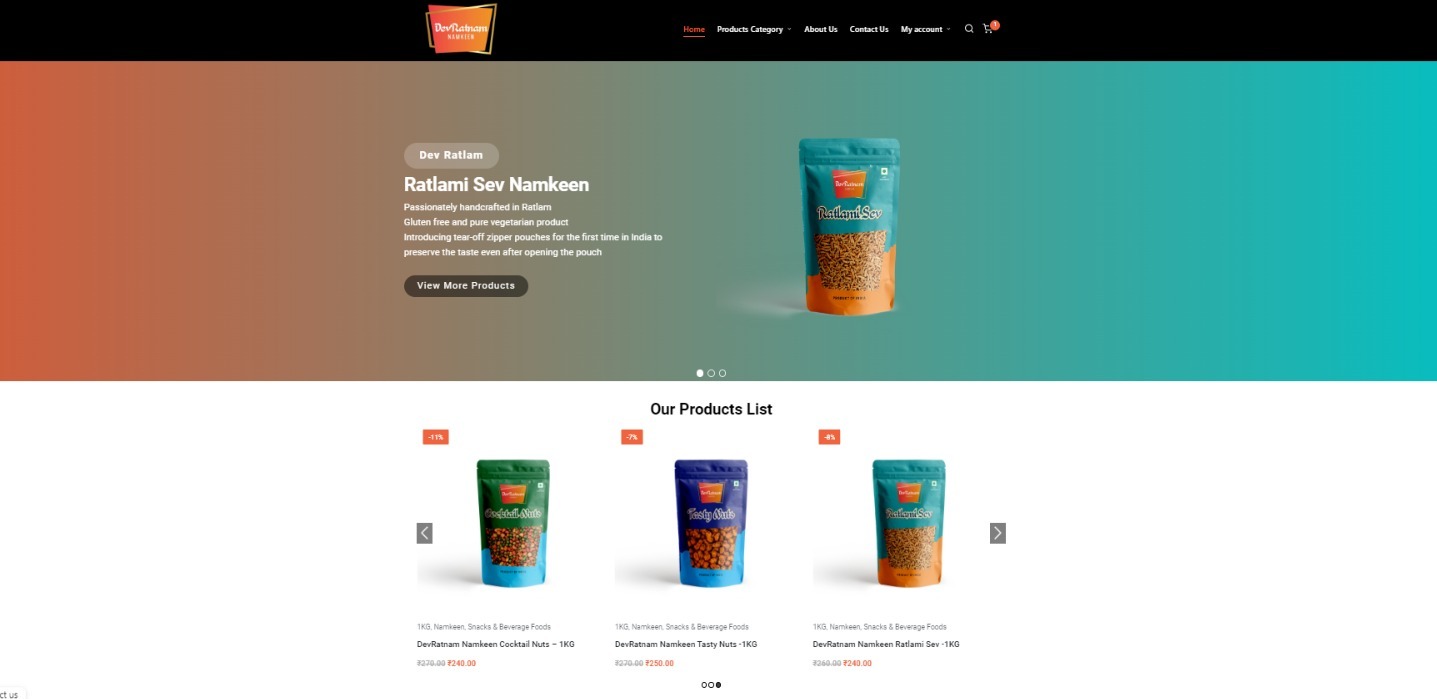 DevRatnam
NAMKEEN
Home Products Category About Us Contact Us My account 1
Dev Ratlam
Ratlami Sev Namkeen
Passionately handcrafted in Ratlam
Gluten free and pure vegetarian product
Introducing tear-off zipper pouches for the first time in India to
preserve the taste even after opening the pouch
View More Products
DevRatnam
Ratlami Sev
PRODUCT OF INDIA
Our Products List
-11% -7% -8%
DevRatnam DevRatnam DevRatnam
Cocktail Nuts Tasty Nuts Ratlami Sev
1KG, Namkeen, Snacks & Beverage Foods 1KG, Namkeen, Snacks & Beverage Foods 1KG, Namkeen, Snacks & Beverage Foods
DevRatnam Namkeen Cocktail Nuts – 1KG DevRatnam Namkeen Tasty Nuts -1KG DevRatnam Namkeen Ratlami Sev -1KG
₹270.00 ₹240.00 ₹270.00 ₹250.00 ₹260.00 ₹240.00
ct us